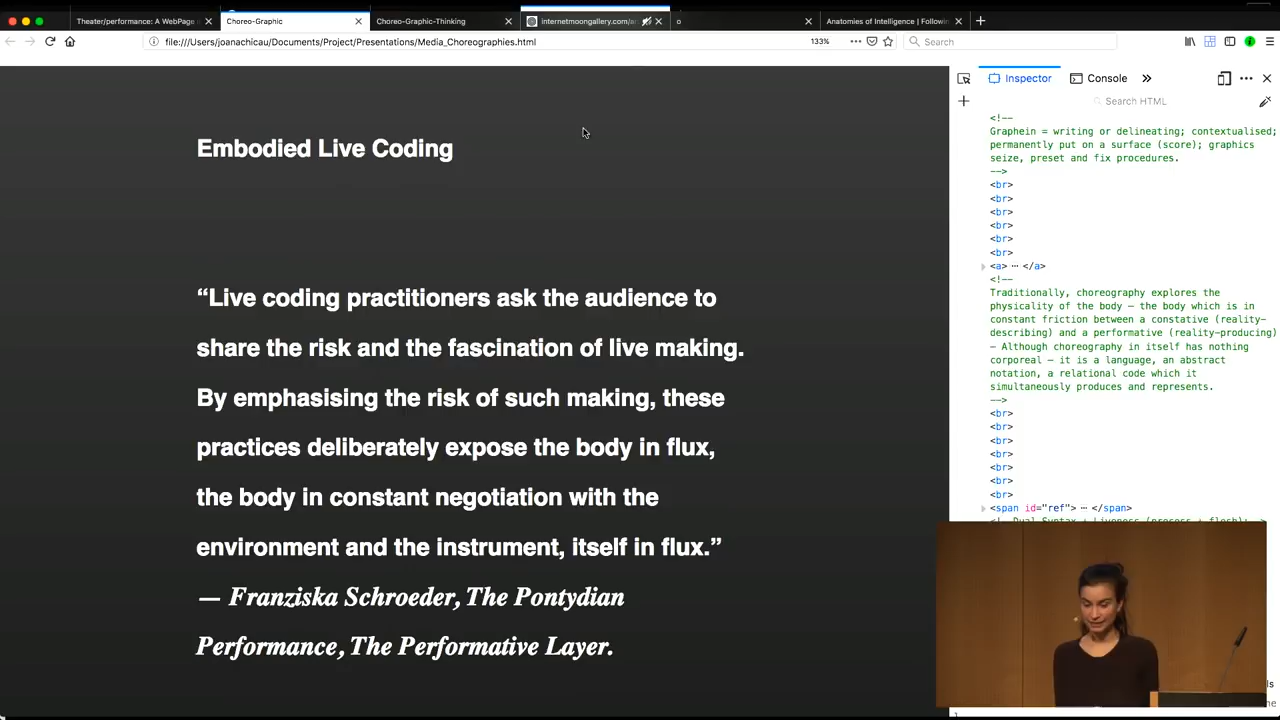 Theater/performance: A WebPage
Choreo-Graphic
Choreo-Graphic-Thinking
internetmoongallery.com/a
o
Anatomies of Intelligence | Followin
file:///Users/joanachicau/Documents/Project/Presentations/Media_Choreographies.html
133%
Search
Inspector
Console
Search HTML
Embodied Live Coding
“Live coding practitioners ask the audience to
share the risk and the fascination of live making.
By emphasising the risk of such making, these
practices deliberately expose the body in flux,
the body in constant negotiation with the
environment and the instrument, itself in flux.”
— Franziska Schroeder, The Pontydian
Performance, The Performative Layer.
<!--
Graphein = writing or delineating; contextualised;
permanently put on a surface (score); graphics
seize, preset and fix procedures.
-->
<br>
<br>
<br>
<br>
<br>
<br>
<a> ⋯ </a>
<!--
Traditionally, choreography explores the
physicality of the body – the body which is in
constant friction between a constative (reality-
describing) and a performative (reality-producing)
– Although choreography in itself has nothing
corporeal – it is a language, an abstract
notation, a relational code which it
simultaneously produces and represents.
-->
<br>
<br>
<br>
<br>
<br>
<br>
<br>
<span id="ref"> ⋯ </span>